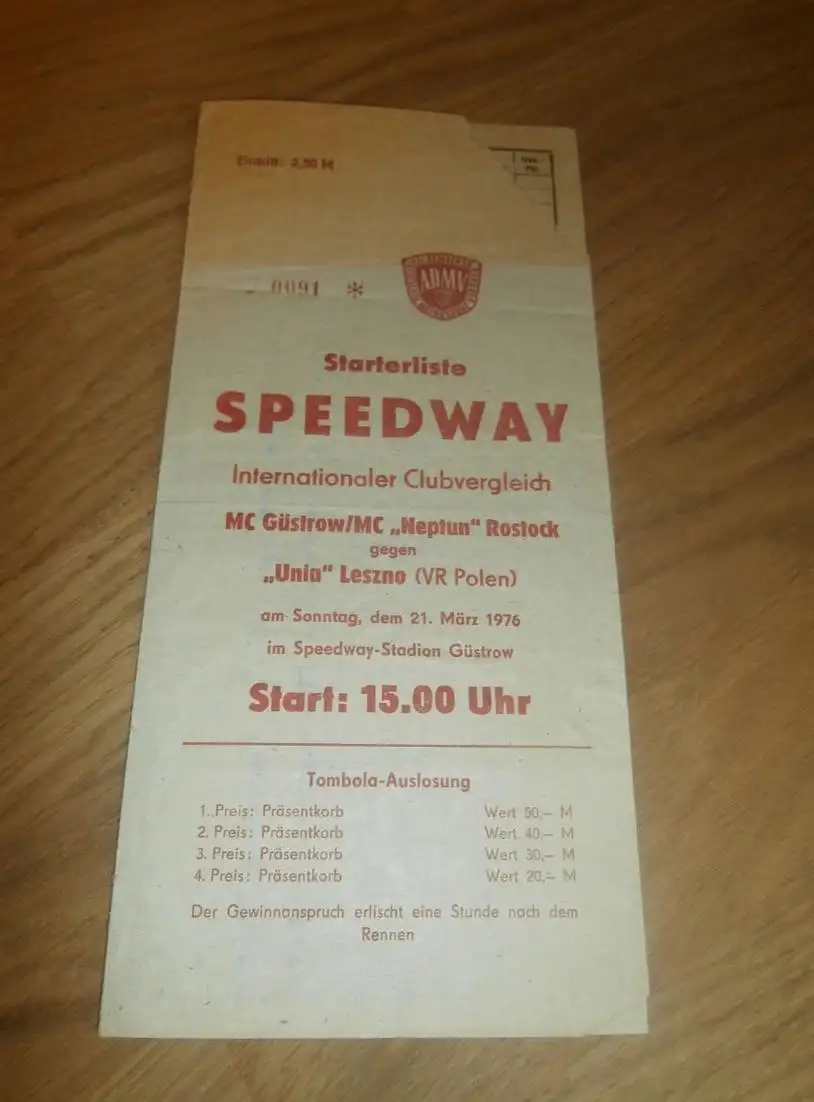 Eintritt: 2,50 M
0091 *
ADMV
Starterliste
SPEEDWAY
Internationaler Clubvergleich
MC Güstrow/MC „Neptun" Rostock
gegen
„Unia" Leszno (VR Polen)
am Sonntag, dem 21. März 1976
im Speedway-Stadion Güstrow
Start: 15.00 Uhr
Tombola-Auslosung
1. Preis: Präsentkorb Wert 50,— M
2. Preis: Präsentkorb Wert 40,— M
3. Preis: Präsentkorb Wert 30,— M
4. Preis: Präsentkorb Wert 20,— M
Der Gewinnanspruch erlischt eine Stunde nach dem
Rennen